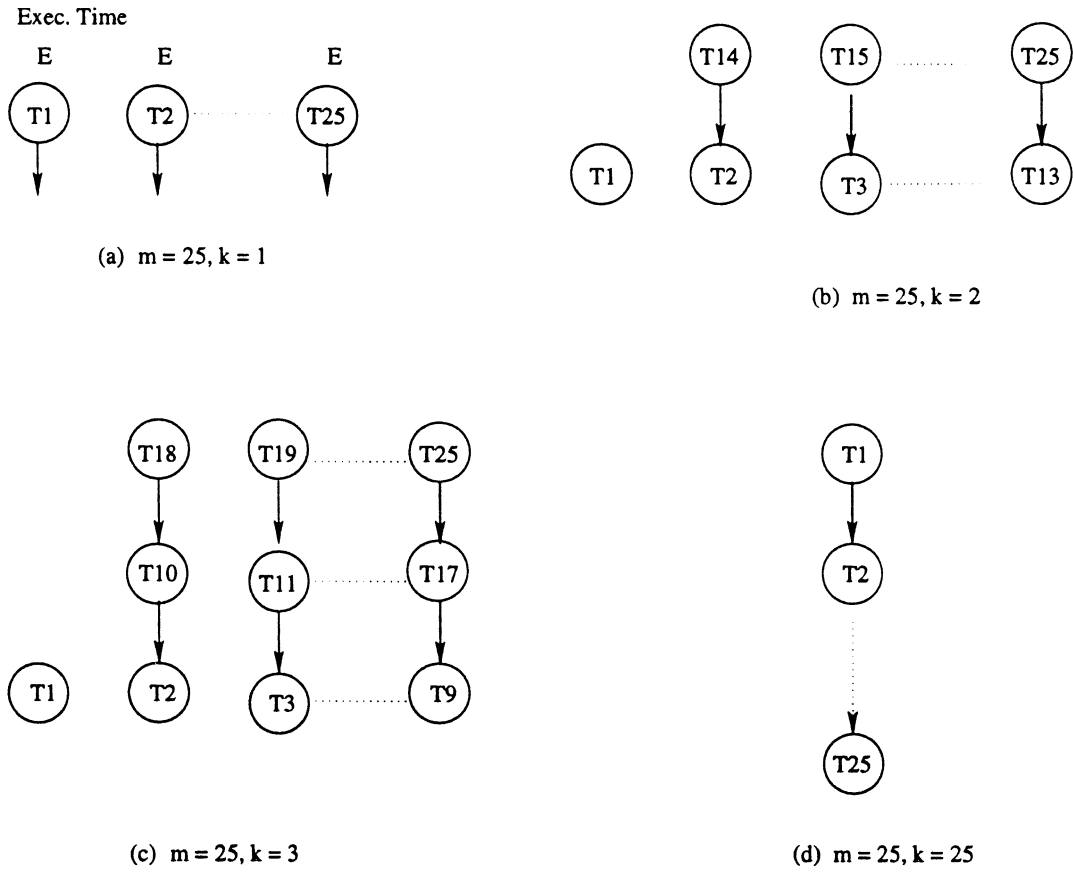 Exec. Time
E E E
T1 T2 T25
(a) m = 25, k = 1
T14 T15 T25
T1 T2 T3 T13
(b) m = 25, k = 2
T18 T19 T25
T10 T11 T17
T1 T2 T3 T9
(c) m = 25, k = 3
T1
T2
T25
(d) m = 25, k = 25